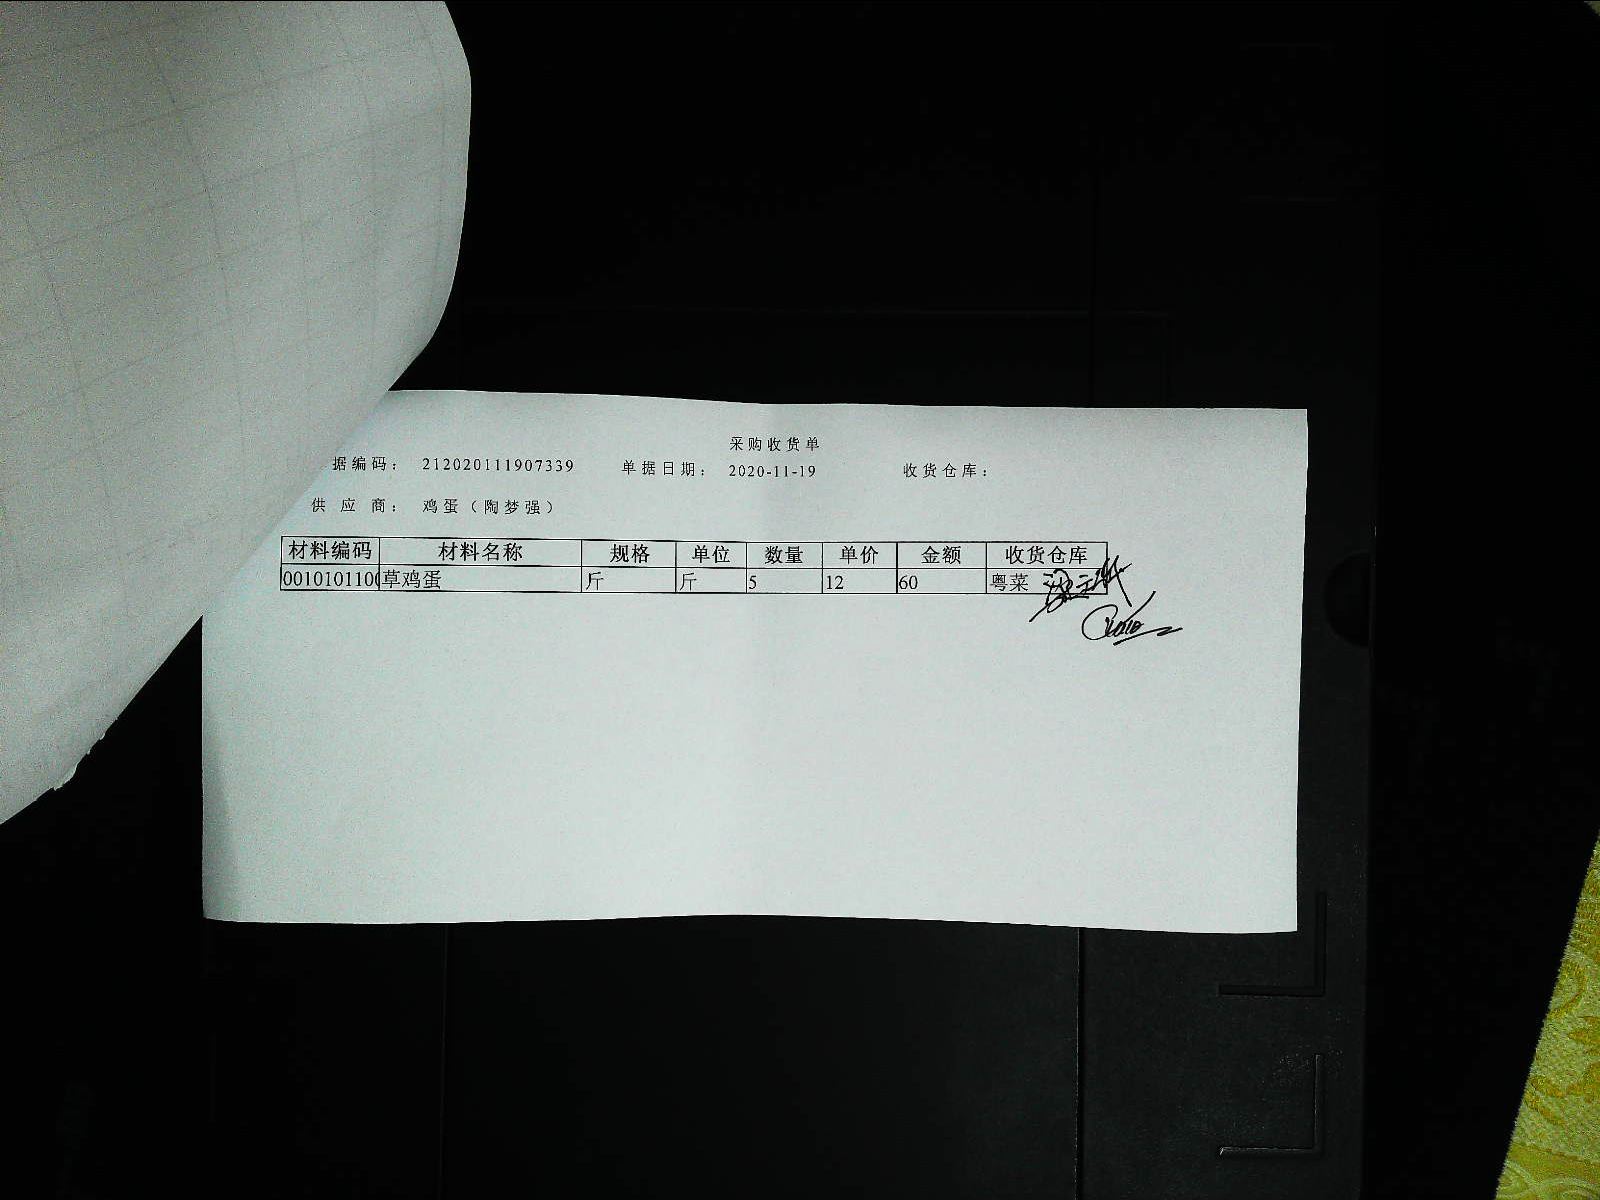 采购收货单
据编码： 212020111907339 单据日期： 2020-11-19 收货仓库：
供应商： 鸡蛋（陶梦强）
材料编码 材料名称 规格 单位 数量 单价 金额 收货仓库
0010101100 草鸡蛋 斤 斤 5 12 60 粤菜